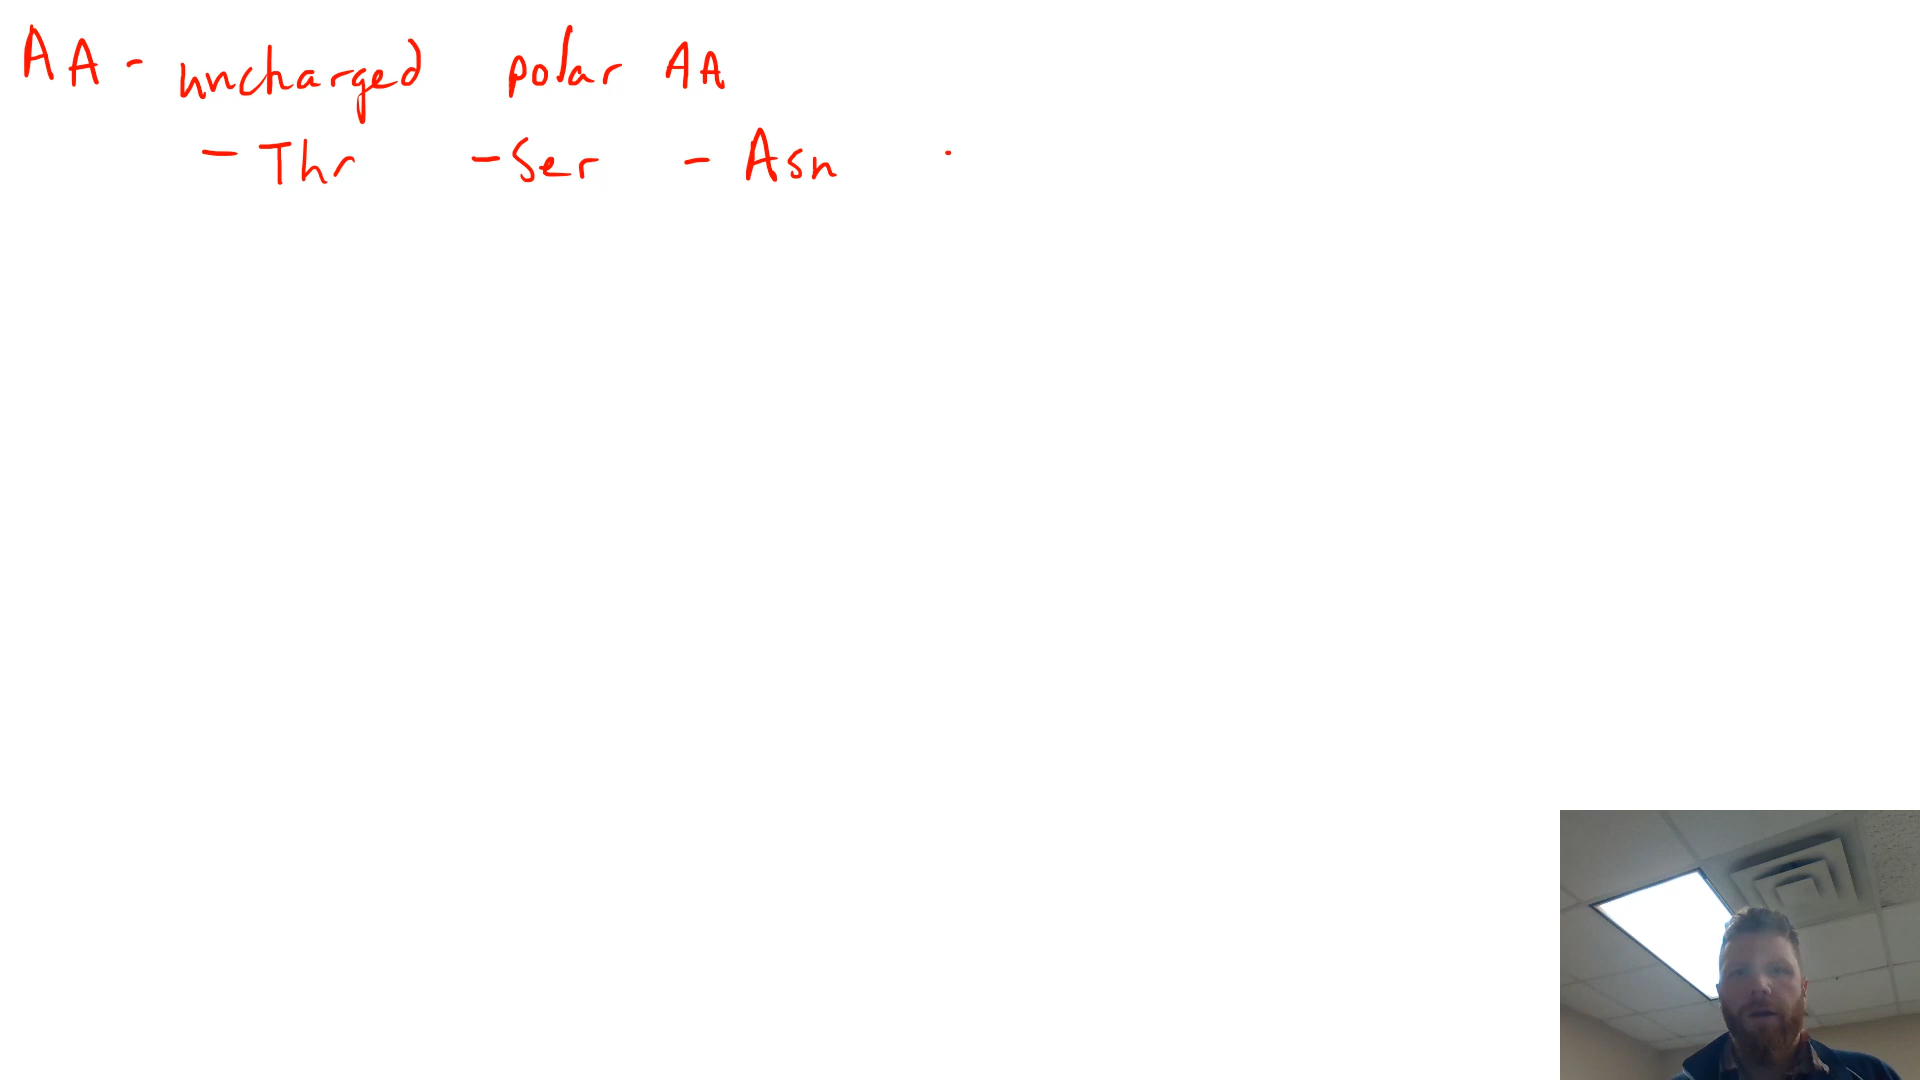 AA - uncharged polar AA
- Thr - Ser - Asn